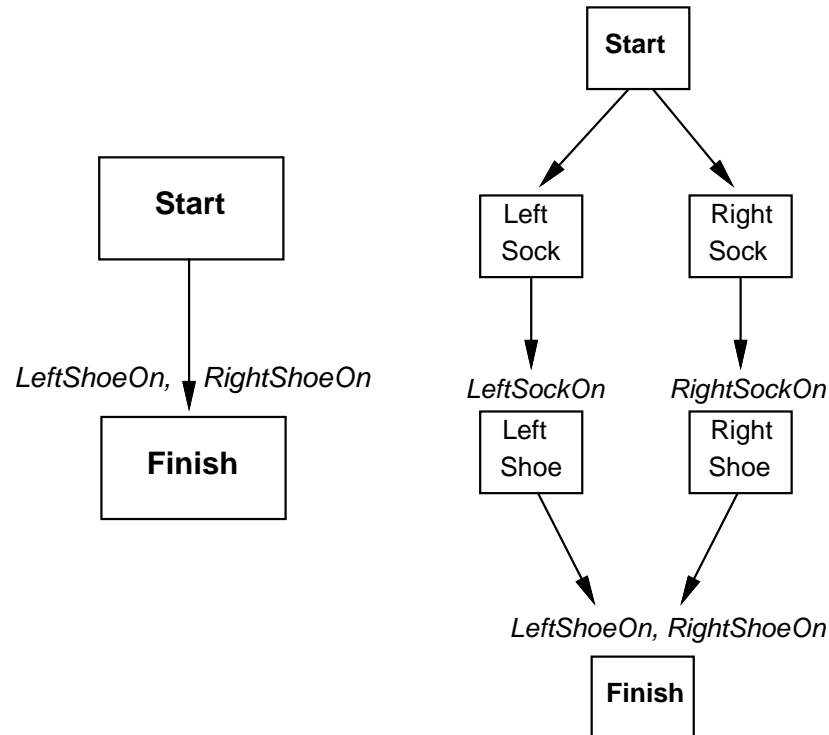 Start
LeftShoeOn, RightShoeOn
Finish
Start
Left
Sock
Right
Sock
LeftSockOn
RightSockOn
Left
Shoe
Right
Shoe
LeftShoeOn, RightShoeOn
Finish